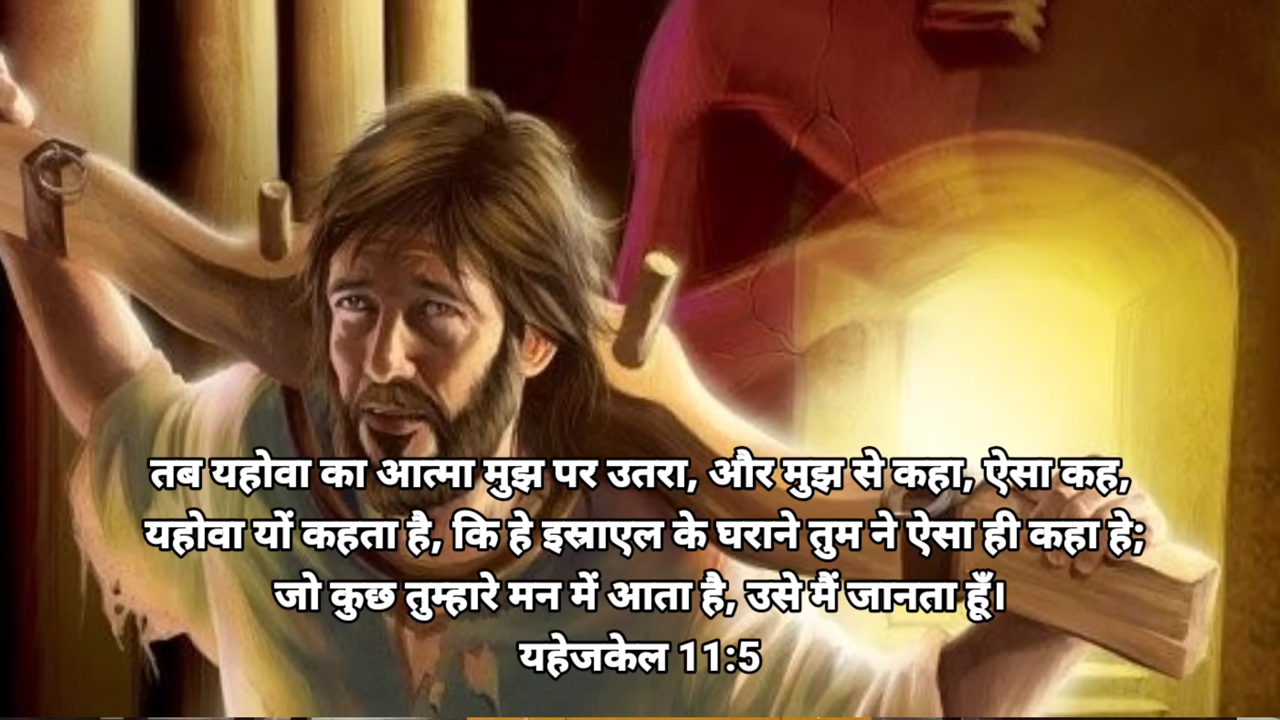 तब यहोवा का आत्मा मुझ पर उतरा, और मुझ से कहा, ऐसा कह,
यहोवा यों कहता है, कि हे इस्राएल के घराने तुम ने ऐसा ही कहा हे;
जो कुछ तुम्हारे मन में आता है, उसे मैं जानता हूँ।
यहेजकेल 11:5